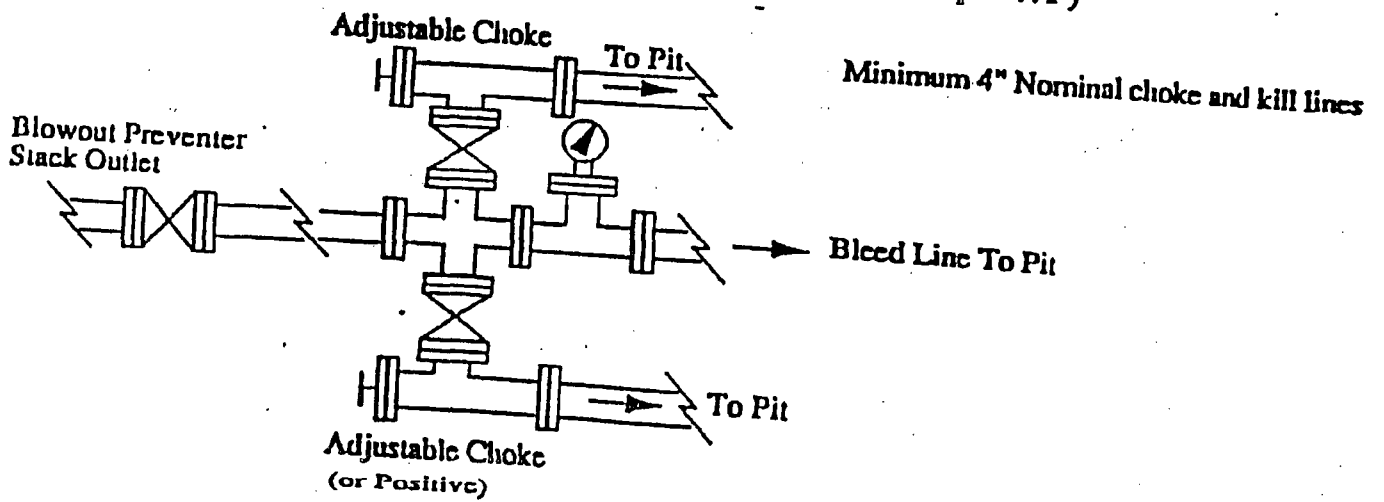 Adjustable Choke
To Pit
Minimum 4" Nominal choke and kill lines
Blowout Preventer
Stack Outlet
Bleed Line To Pit
To Pit
Adjustable Choke
(or Positive)